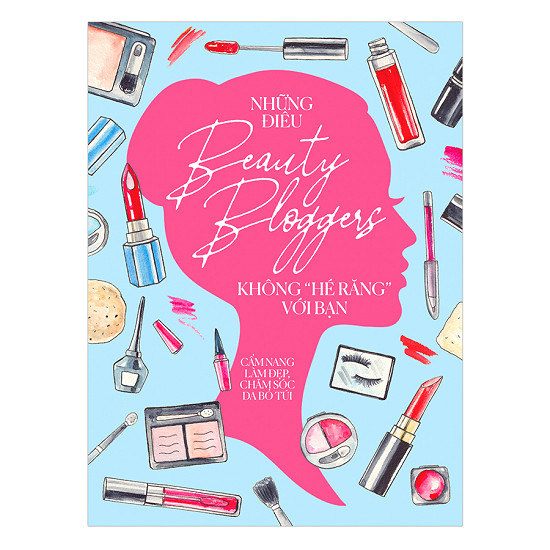 NHỮNG
ĐIỀU
Beauty
Bloggers
KHÔNG “HÉ RĂNG”
VỚI BẠN
CẨM NANG
LÀM ĐẸP,
CHĂM SÓC
DA BỎ TÚI